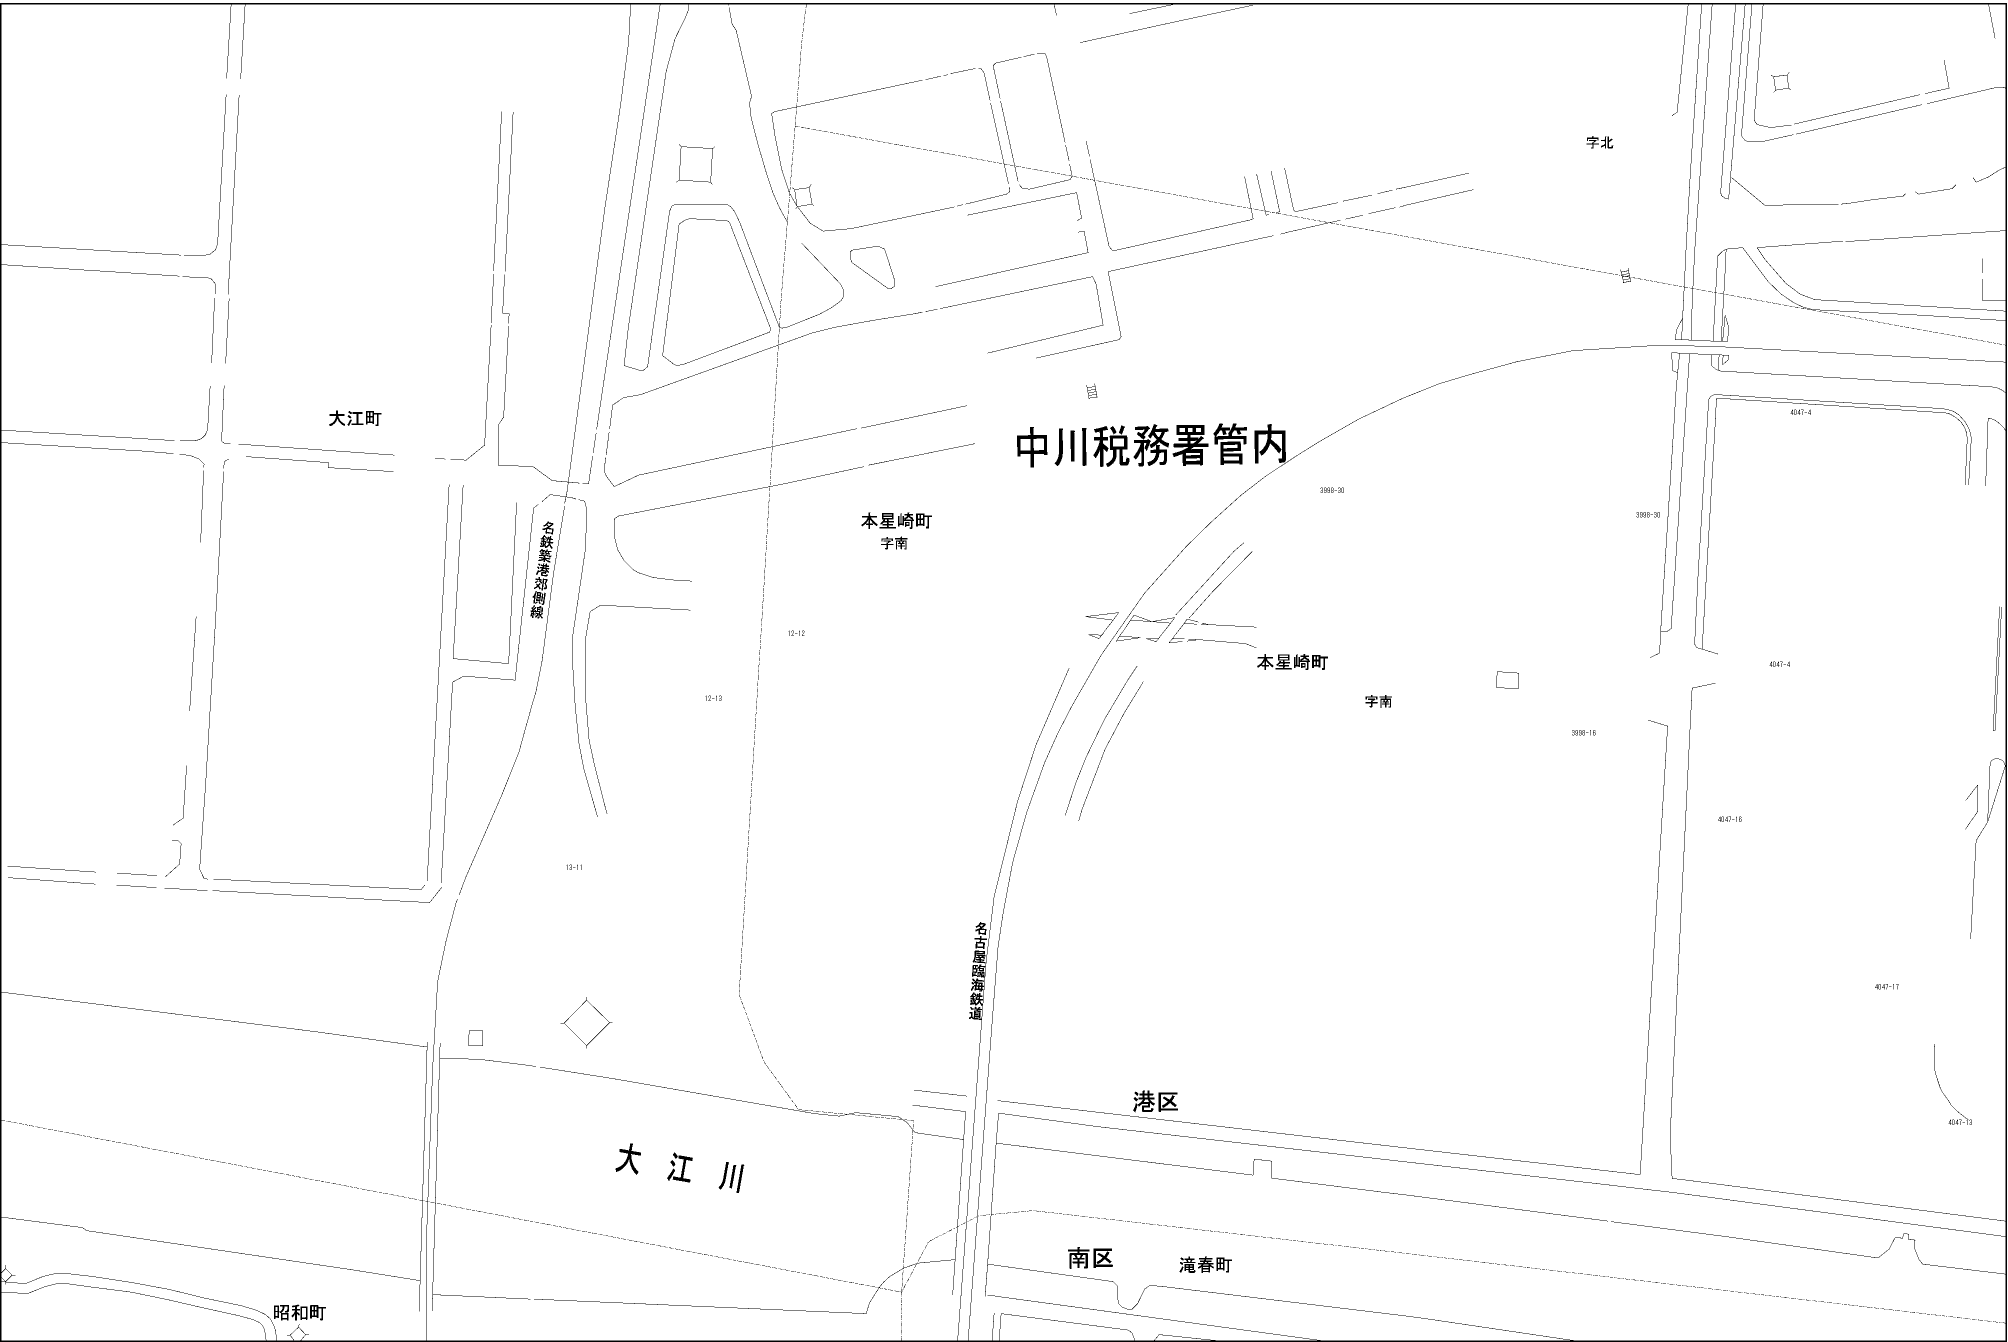 字北
4047-4
大江町
中川税務署管内
3998-30
3998-30
本星崎町
字南
名鉄築港郊側線
12-12
本星崎町
4047-4
12-13
字南
3998-16
4047-16
13-11
名古屋臨海鉄道
4047-17
港区
4047-13
大江川
南区
滝春町
昭和町